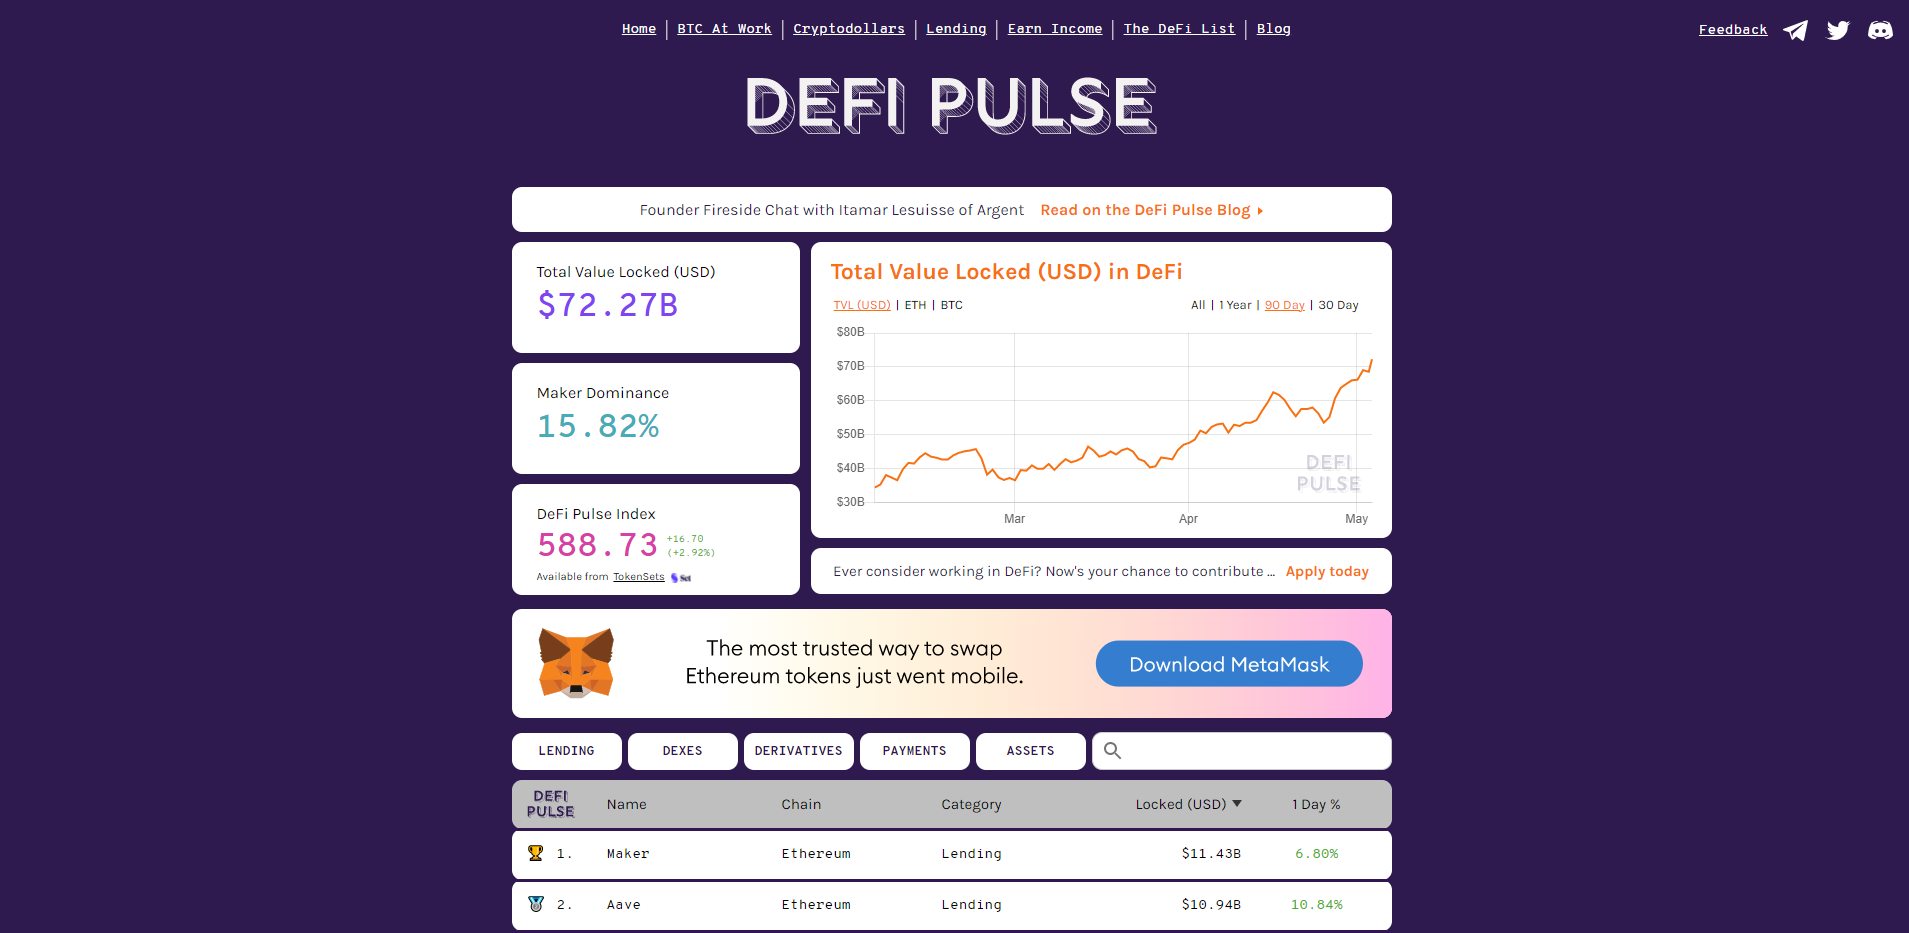 Home | BTC At Work | Cryptodollars | Lending | Earn Income | The DeFi List | Blog
Feedback
DEFI PULSE
Founder Fireside Chat with Itamar Lesuisse of Argent Read on the DeFi Pulse Blog
Total Value Locked (USD)
$72.27B
Maker Dominance
15.82%
DeFi Pulse Index
588.73
+16.70
(+2.92%)
Available from TokenSets Set
Total Value Locked (USD) in DeFi
TVL (USD) | ETH | BTC
All | 1 Year | 90 Day | 30 Day
$80B
$70B
$60B
$50B
$40B
$30B
DEFI
PULSE
Mar Apr May
Ever consider working in DeFi? Now's your chance to contribute ... Apply today
The most trusted way to swap
Ethereum tokens just went mobile.
Download MetaMask
LENDING DEXES DERIVATIVES PAYMENTS ASSETS
DEFI
PULSE
Name Chain Category Locked (USD) 1 Day %
1. Maker Ethereum Lending $11.43B 6.80%
2. Aave Ethereum Lending $10.94B 10.84%